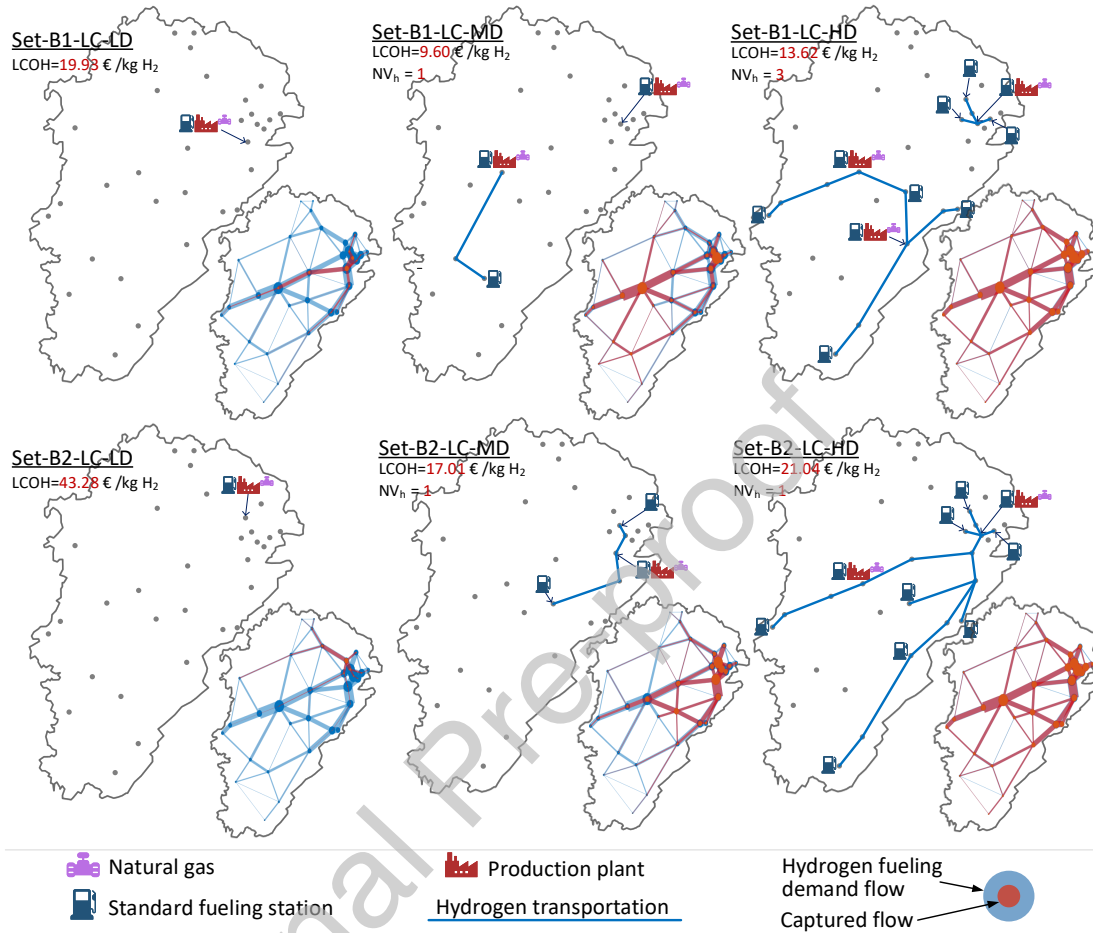 Set-B1-LC-LD
LCOH=19.98 € /kg H₂
Set-B1-LC-MD
LCOH=9.60 € /kg H₂
NVₕ = 1
Set-B1-LC-HD
LCOH=13.62 € /kg H₂
NVₕ = 3
Set-B2-LC-LD
LCOH=43.28 € /kg H₂
Set-B2-LC-MD
LCOH=17.01 € /kg H₂
NVₕ = 1
Set-B2-LC-HD
LCOH=21.04 € /kg H₂
NVₕ = 1
nal Pre-proof
Natural gas
Production plant
Hydrogen fueling
demand flow
Standard fueling station
Hydrogen transportation
Captured flow